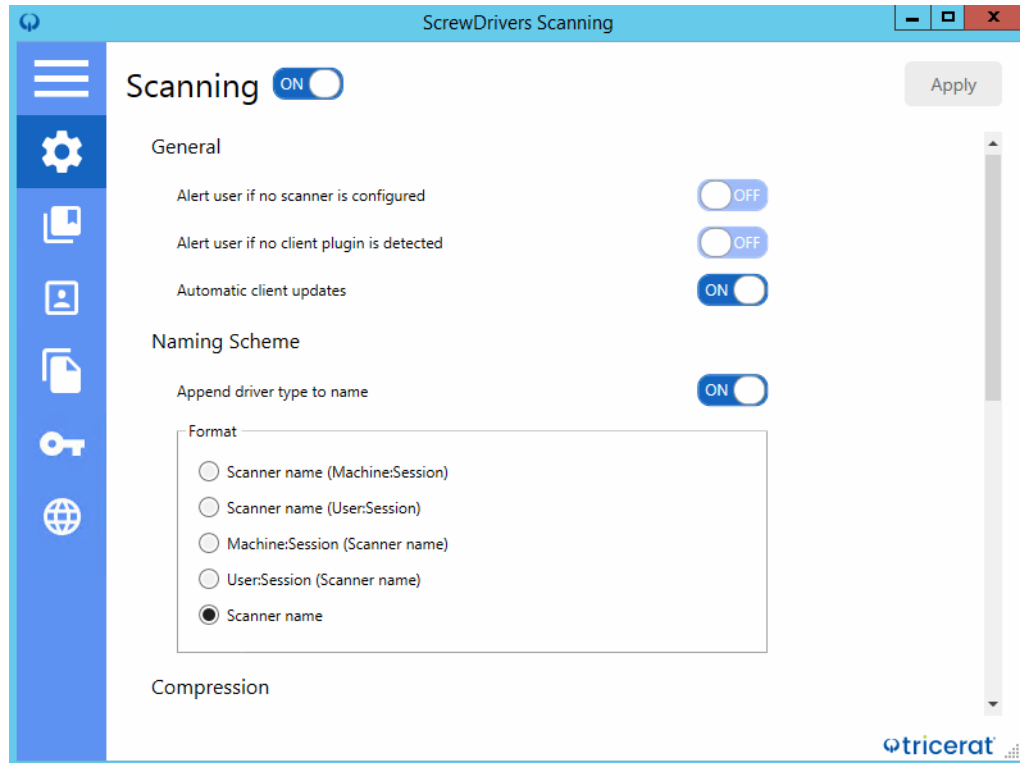 ScrewDrivers Scanning
Scanning ON
Apply
General
Alert user if no scanner is configured OFF
Alert user if no client plugin is detected OFF
Automatic client updates ON
Naming Scheme
Append driver type to name ON
Format
Scanner name (Machine:Session)
Scanner name (User:Session)
Machine:Session (Scanner name)
User:Session (Scanner name)
Scanner name
Compression
tricerat